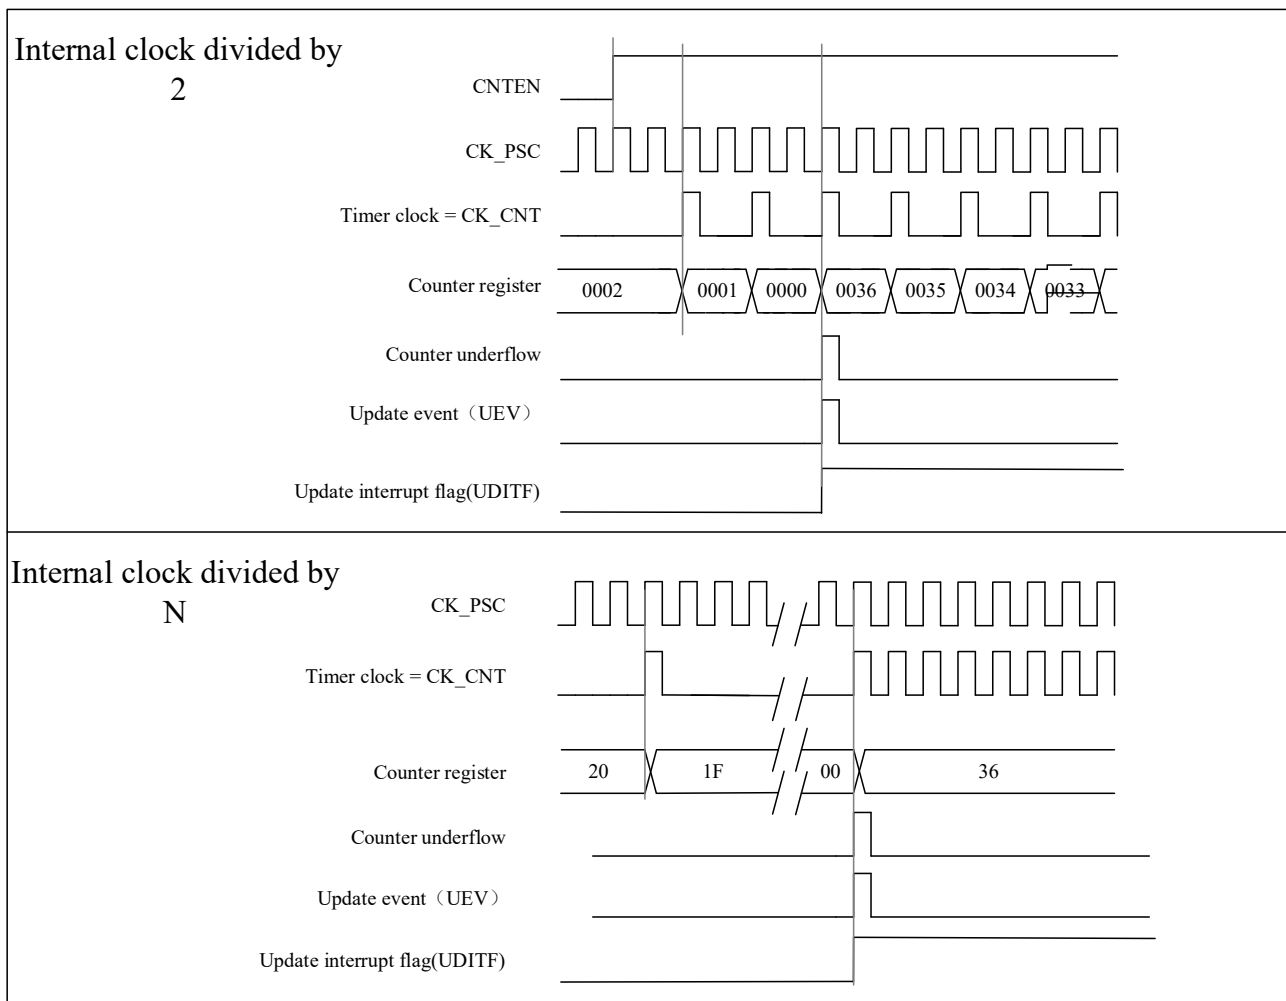 Internal clock divided by
2
CNTEN
CK_PSC
Timer clock = CK_CNT
Counter register
0002 0001 0000 0036 0035 0034 0033
Counter underflow
Update event（UEV）
Update interrupt flag(UDITF)
Internal clock divided by
N
CK_PSC
Timer clock = CK_CNT
Counter register
20 1F 00 36
Counter underflow
Update event（UEV）
Update interrupt flag(UDITF)